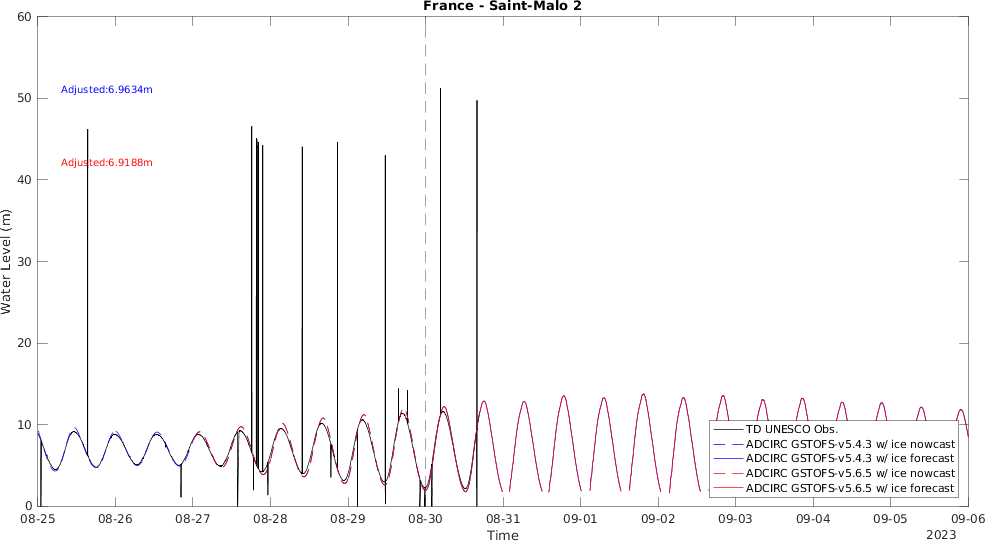 France - Saint-Malo 2
60
50
40
30
20
10
0
Water Level (m)
Adjusted:6.9634m
Adjusted:6.9188m
TD UNESCO Obs.
ADCIRC GSTOFS-v5.4.3 w/ ice nowcast
ADCIRC GSTOFS-v5.4.3 w/ ice forecast
ADCIRC GSTOFS-v5.6.5 w/ ice nowcast
ADCIRC GSTOFS-v5.6.5 w/ ice forecast
08-25 08-26 08-27 08-28 08-29 08-30 08-31 09-01 09-02 09-03 09-04 09-05 09-06
Time
2023